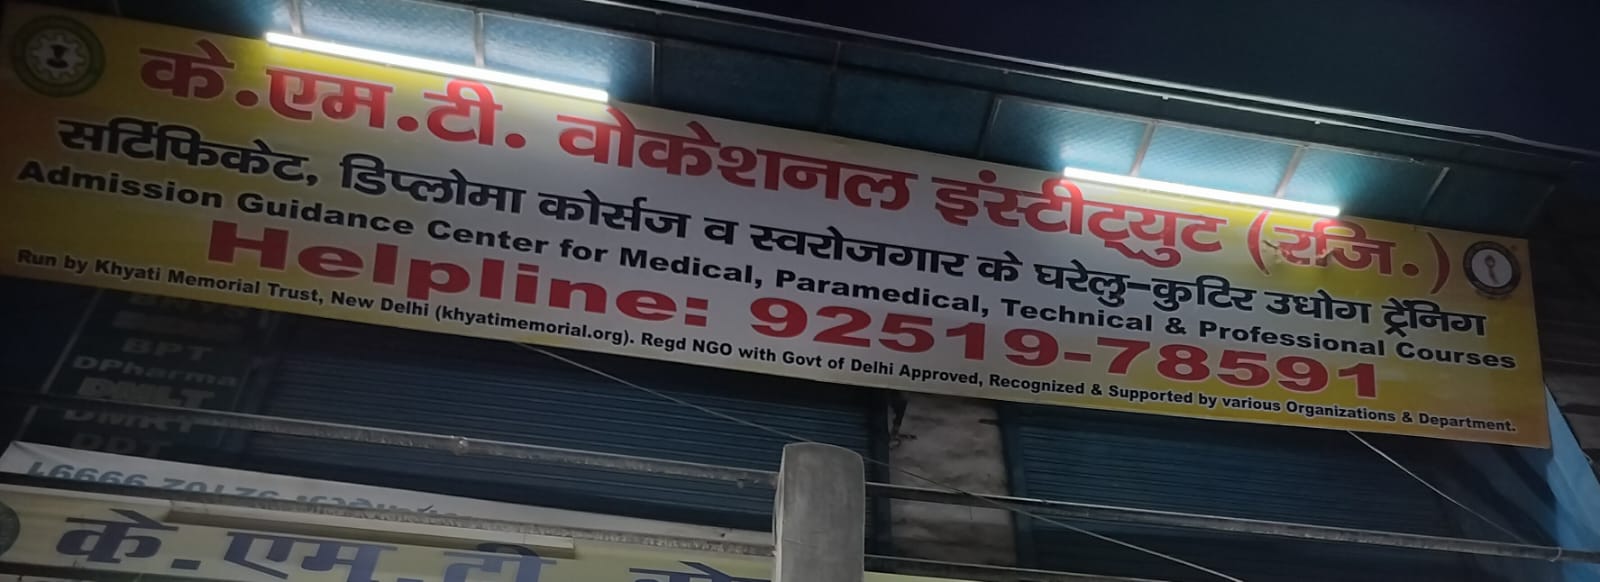 के.एम.टी. वोकेशनल इंस्टीट्युट (रजि.)
सर्टिफिकेट, डिप्लोमा कोर्सज व स्वरोजगार के घरेलु-कुटिर उधोग ट्रेंनिग
Admission Guidance Center for Medical, Paramedical, Technical & Professional Courses
Helpline: 92519-78591
Run by Khyati Memorial Trust, New Delhi (khyatimemorial.org). Regd NGO with Govt of Delhi Approved, Recognized & Supported by various Organizations & Department.
BPT
DPharma
DMLT
DMRT
के.एम.टी.